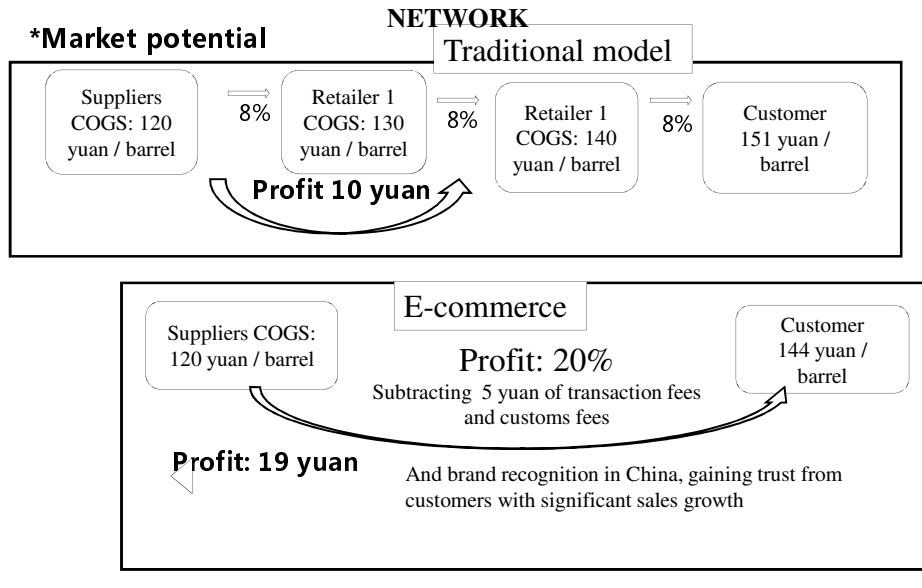 NETWORK
*Market potential
Traditional model
Suppliers
COGS: 120
yuan / barrel
8%
Retailer 1
COGS: 130
yuan / barrel
8%
Retailer 1
COGS: 140
yuan / barrel
8%
Customer
151 yuan /
barrel
Profit 10 yuan
E-commerce
Suppliers COGS:
120 yuan / barrel
Profit: 20%
Subtracting 5 yuan of transaction fees
and customs fees
Customer
144 yuan /
barrel
Profit: 19 yuan
And brand recognition in China, gaining trust from
customers with significant sales growth